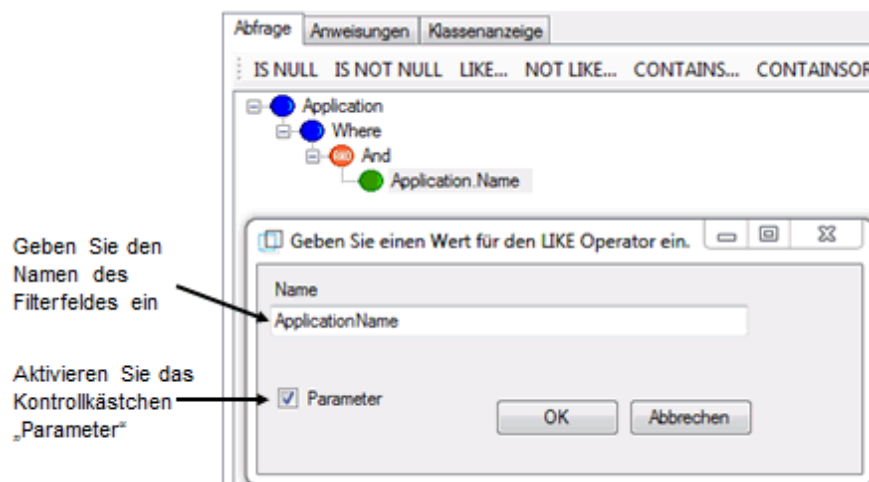 Abfrage Anweisungen Klassenanzeige
IS NULL IS NOT NULL LIKE... NOT LIKE... CONTAINS... CONTAINSOR
Application
Where
And
Application.Name
Geben Sie einen Wert für den LIKE Operator ein.
Geben Sie den
Namen des
Filterfeldes ein
Name
ApplicationName
Aktivieren Sie das
Kontrollkästchen
„Parameter“
Parameter
OK Abbrechen